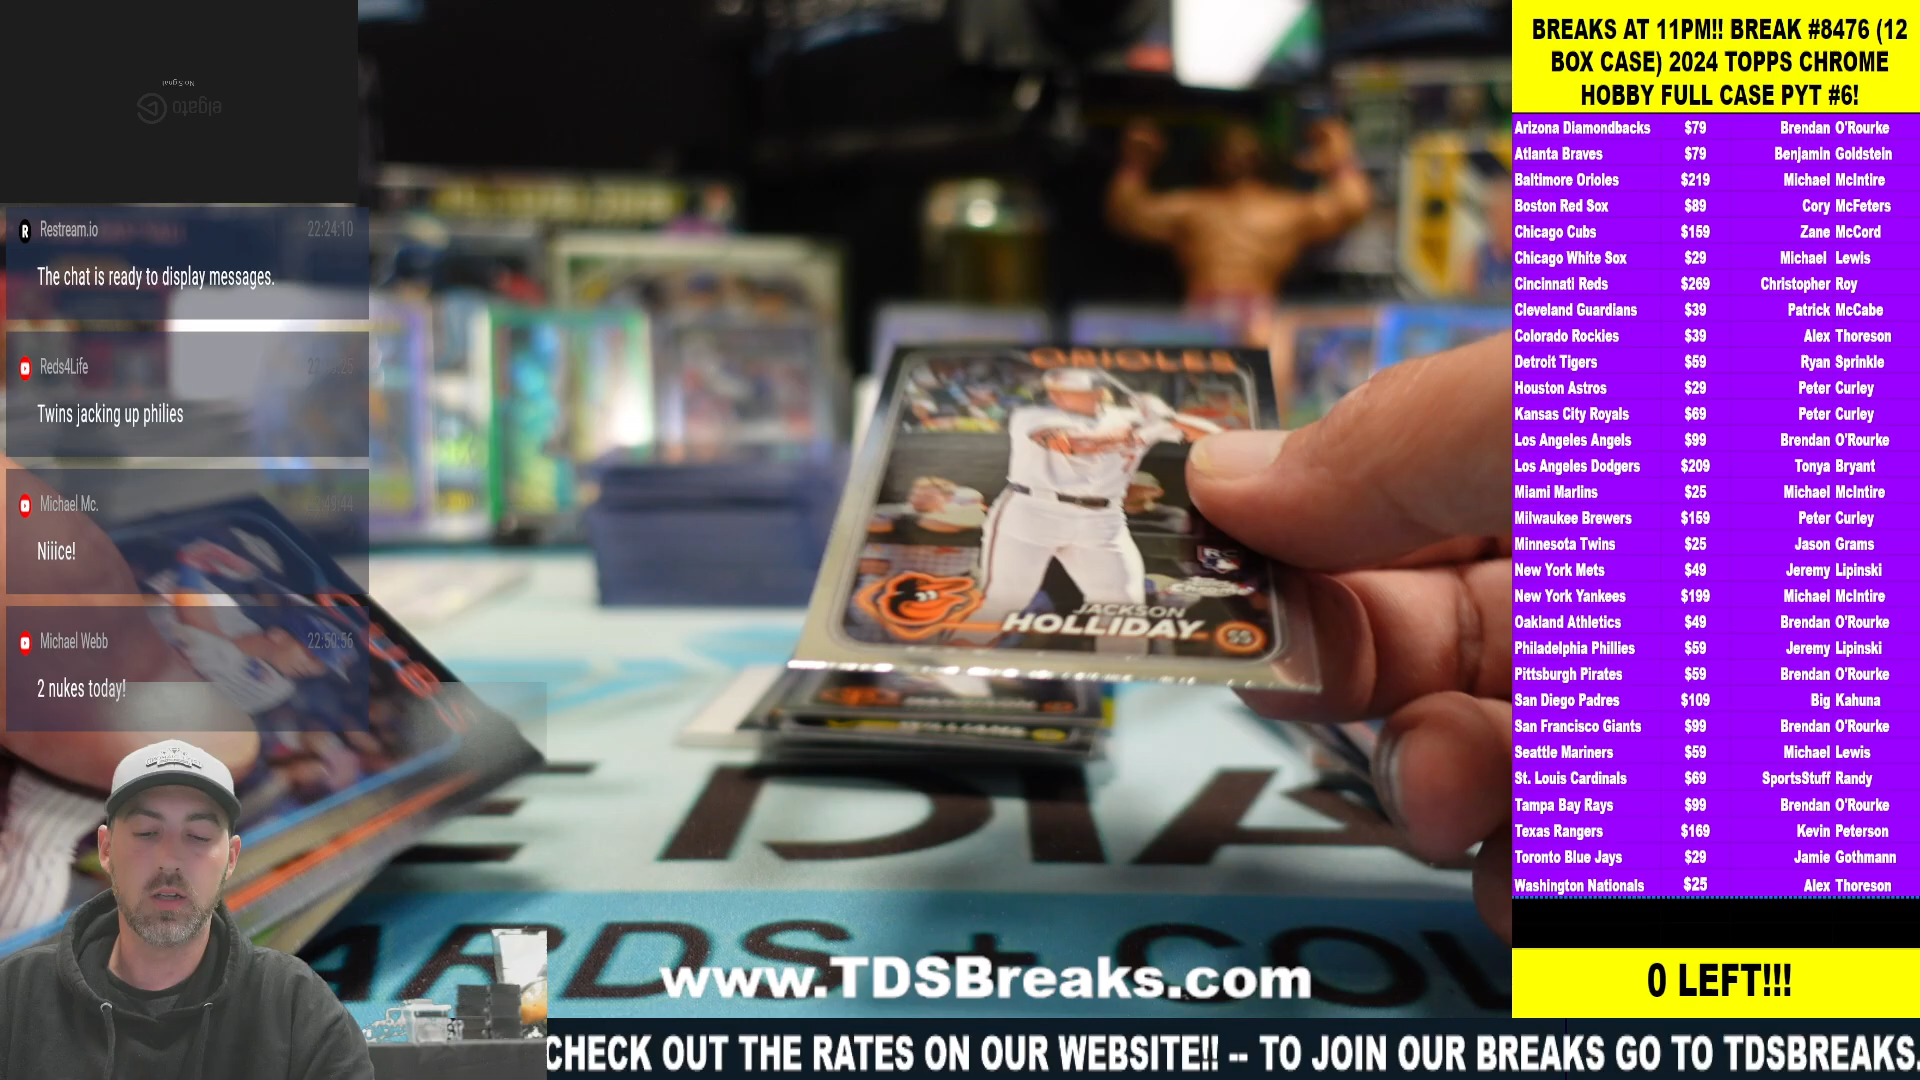 No Signal
elgato
Restream.io 22:24:10
The chat is ready to display messages.
Reds4Life
Twins jacking up philies
Michael Mc.
Niiice!
Michael Webb 22:50:56
2 nukes today!
ORIOLES
RC
JACKSON
HOLLIDAY
SS
E DIA
ARDS + CO
www.TDSBreaks.com
CHECK OUT THE RATES ON OUR WEBSITE!! -- TO JOIN OUR BREAKS GO TO TDSBREAKS.
BREAKS AT 11PM!! BREAK #8476 (12
BOX CASE) 2024 TOPPS CHROME
HOBBY FULL CASE PYT #6!
Arizona Diamondbacks $79 Brendan O'Rourke
Atlanta Braves $79 Benjamin Goldstein
Baltimore Orioles $219 Michael McIntire
Boston Red Sox $89 Cory McFeters
Chicago Cubs $159 Zane McCord
Chicago White Sox $29 Michael Lewis
Cincinnati Reds $269 Christopher Roy
Cleveland Guardians $39 Patrick McCabe
Colorado Rockies $39 Alex Thoreson
Detroit Tigers $59 Ryan Sprinkle
Houston Astros $29 Peter Curley
Kansas City Royals $69 Peter Curley
Los Angeles Angels $99 Brendan O'Rourke
Los Angeles Dodgers $209 Tonya Bryant
Miami Marlins $25 Michael McIntire
Milwaukee Brewers $159 Peter Curley
Minnesota Twins $25 Jason Grams
New York Mets $49 Jeremy Lipinski
New York Yankees $199 Michael McIntire
Oakland Athletics $49 Brendan O'Rourke
Philadelphia Phillies $59 Jeremy Lipinski
Pittsburgh Pirates $59 Brendan O'Rourke
San Diego Padres $109 Big Kahuna
San Francisco Giants $99 Brendan O'Rourke
Seattle Mariners $59 Michael Lewis
St. Louis Cardinals $69 SportsStuff Randy
Tampa Bay Rays $99 Brendan O'Rourke
Texas Rangers $169 Kevin Peterson
Toronto Blue Jays $29 Jamie Gothmann
Washington Nationals $25 Alex Thoreson
0 LEFT!!!